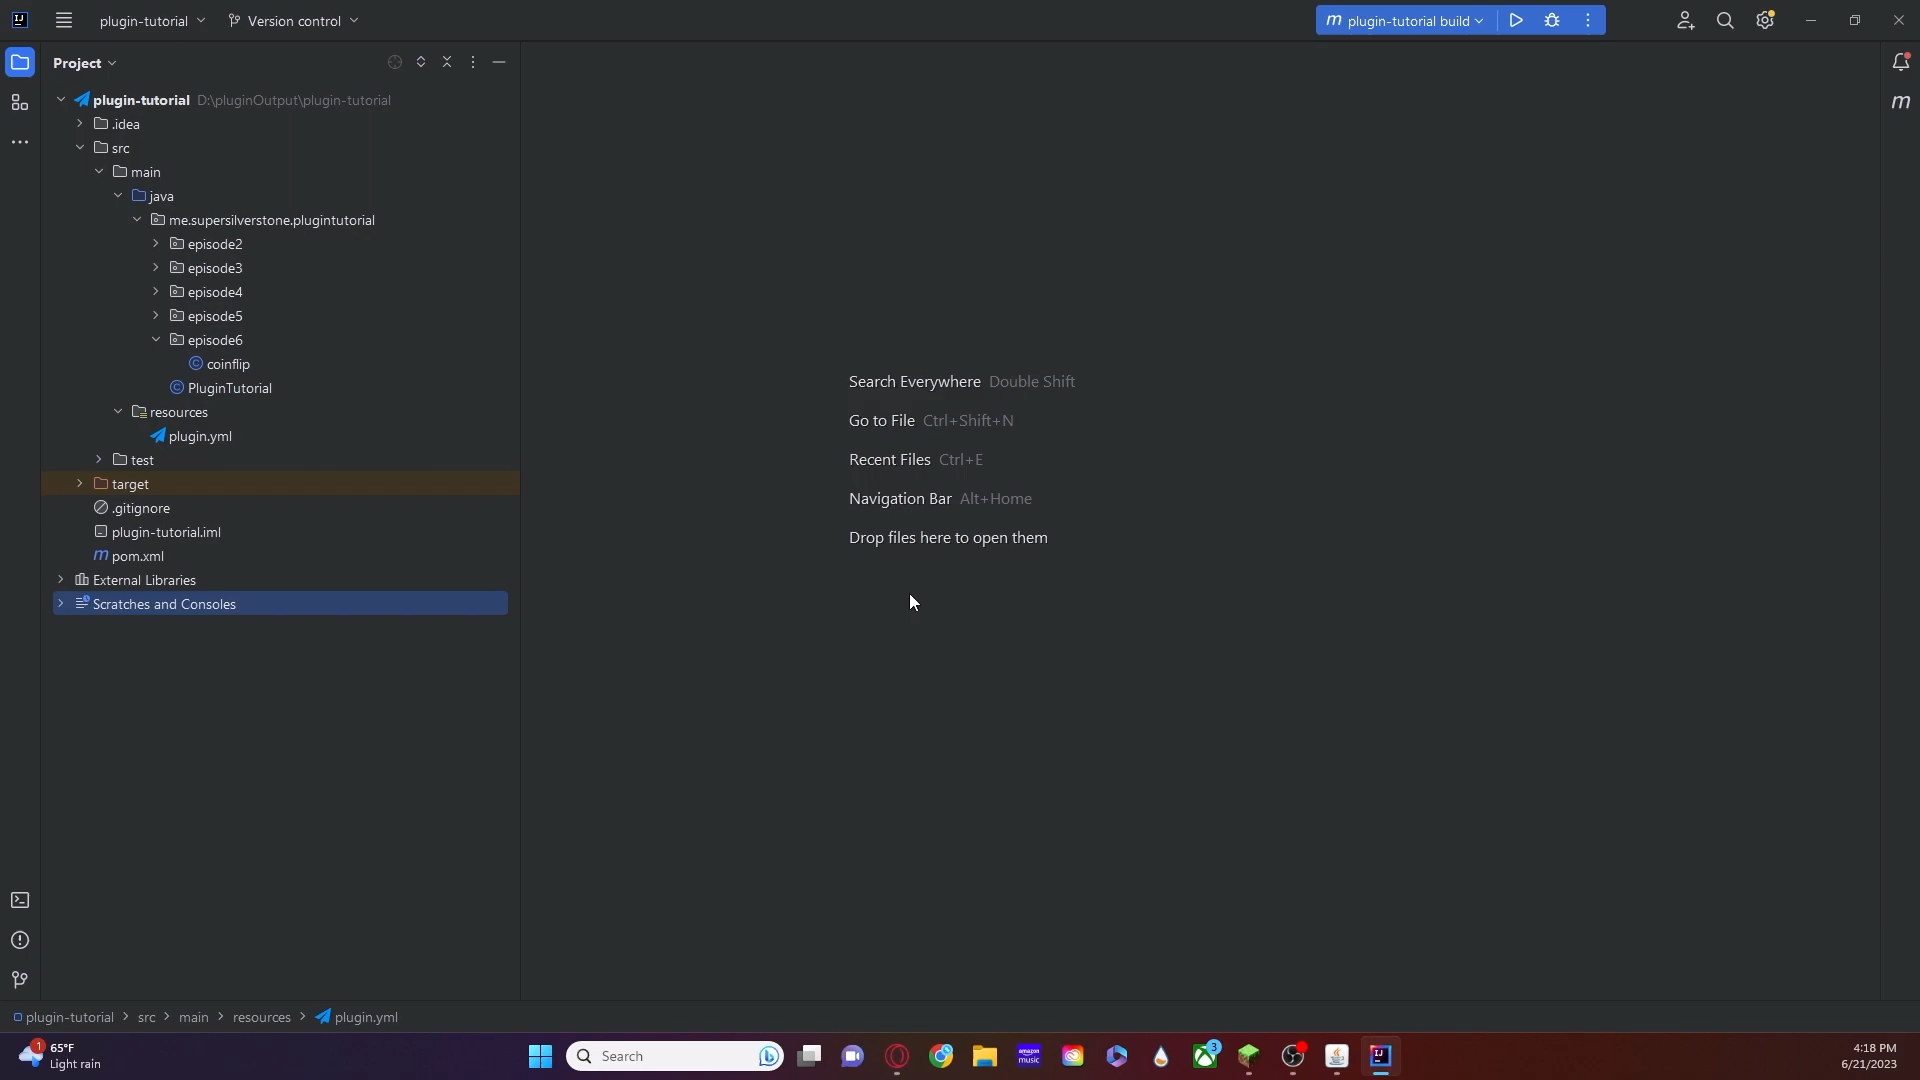 plugin-tutorial
Version control
plugin-tutorial build
Project
plugin-tutorial D:\pluginOutput\plugin-tutorial
.idea
src
main
java
me.supersilverstone.plugintutorial
episode2
episode3
episode4
episode5
episode6
coinflip
PluginTutorial
resources
plugin.yml
test
target
.gitignore
plugin-tutorial.iml
pom.xml
External Libraries
Scratches and Consoles
Search Everywhere Double Shift
Go to File Ctrl+Shift+N
Recent Files Ctrl+E
Navigation Bar Alt+Home
Drop files here to open them
plugin-tutorial > src > main > resources > plugin.yml
1
65°F
Light rain
Search
amazon music
3
4:18 PM
6/21/2023